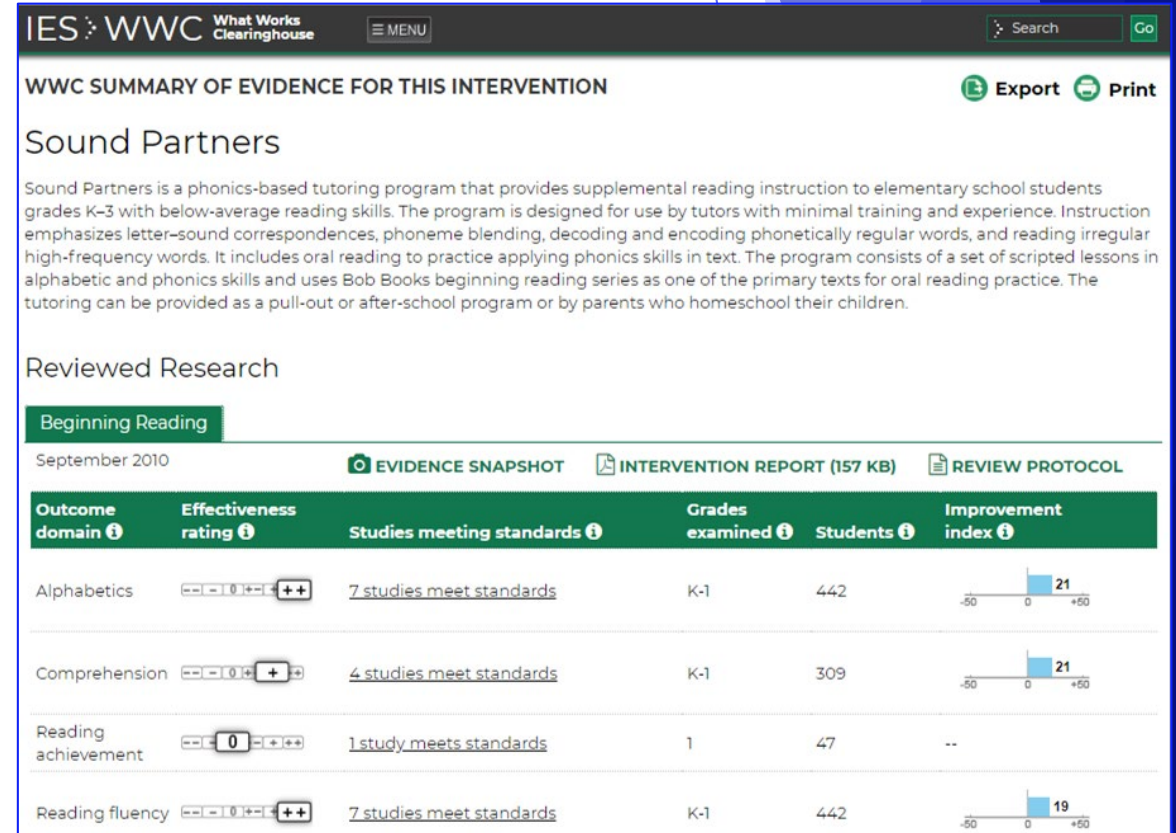 IES WWC What Works Clearinghouse
≡ MENU
Search
Go
WWC SUMMARY OF EVIDENCE FOR THIS INTERVENTION
Export
Print
Sound Partners
Sound Partners is a phonics-based tutoring program that provides supplemental reading instruction to elementary school students
grades K–3 with below-average reading skills. The program is designed for use by tutors with minimal training and experience. Instruction
emphasizes letter–sound correspondences, phoneme blending, decoding and encoding phonetically regular words, and reading irregular
high-frequency words. It includes oral reading to practice applying phonics skills in text. The program consists of a set of scripted lessons in
alphabetic and phonics skills and uses Bob Books beginning reading series as one of the primary texts for oral reading practice. The
tutoring can be provided as a pull-out or after-school program or by parents who homeschool their children.
Reviewed Research
Beginning Reading
September 2010
EVIDENCE SNAPSHOT
INTERVENTION REPORT (157 KB)
REVIEW PROTOCOL
Outcome domain
Effectiveness rating
Studies meeting standards
Grades examined
Students
Improvement index
Alphabetics -- - 0 +- ++ 7 studies meet standards K-1 442 21
-50 0 +50
Comprehension -- - 0 + ++ 4 studies meet standards K-1 309 21
-50 0 +50
Reading achievement -- 0 - + ++ 1 study meets standards 1 47 --
Reading fluency -- - 0 +- ++ 7 studies meet standards K-1 442 19
-50 0 +50